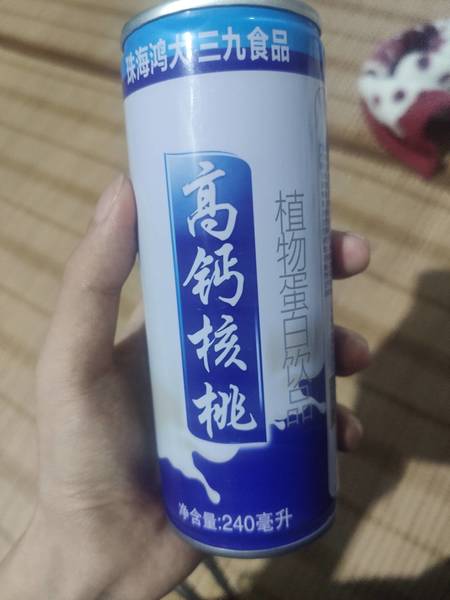 珠海鸿大 三九食品
高钙核桃
植物蛋白饮品
净含量:240毫升